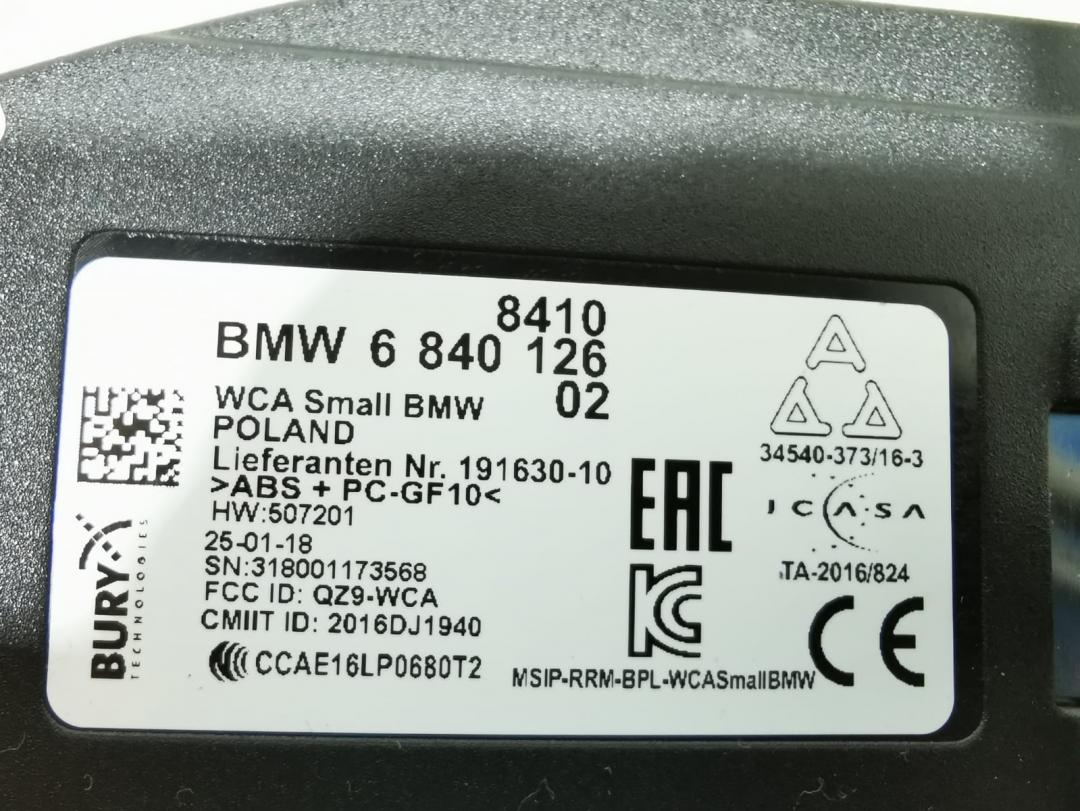 8410
BMW 6 840 126
02
WCA Small BMW
POLAND
Lieferanten Nr. 191630-10
>ABS + PC-GF10<
HW:507201
25-01-18
SN:318001173568
FCC ID: QZ9-WCA
CMIIT ID: 2016DJ1940
CCAE16LP0680T2
BURY
TECHNOLOGIES
EAC
KC
MSIP-RRM-BPL-WCASmallBMW
A
A A
34540-373/16-3
ICASA
TA-2016/824
CE